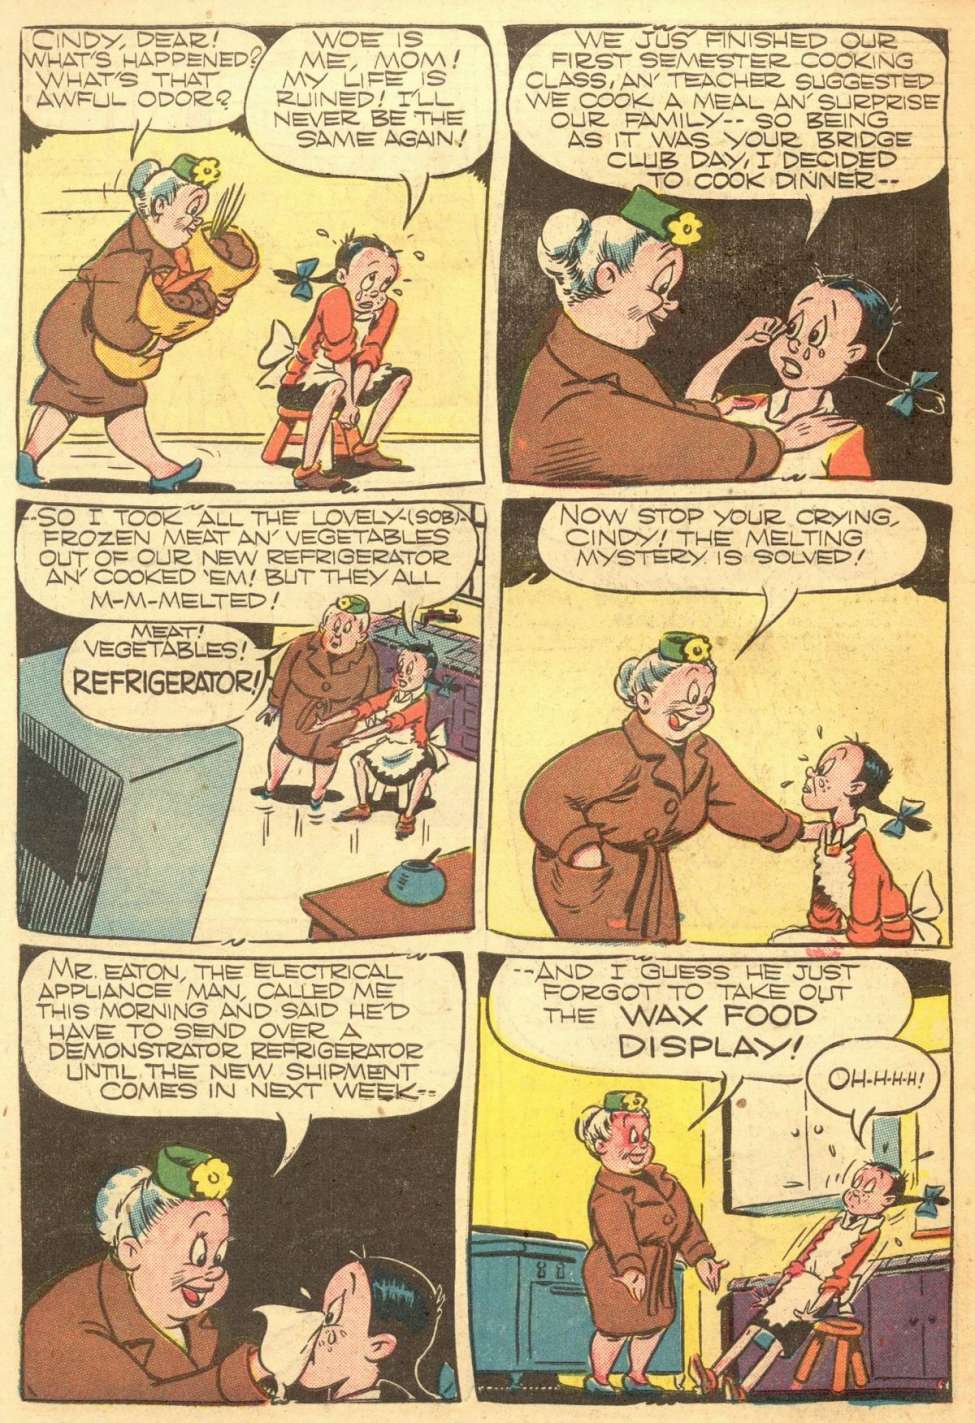 CINDY, DEAR!
WHAT'S HAPPENED?
WHAT'S THAT
AWFUL ODOR?
WOE IS
ME, MOM!
MY LIFE IS
RUINED! I'LL
NEVER BE THE
SAME AGAIN!
WE JUS' FINISHED OUR
FIRST SEMESTER COOKING
CLASS, AN' TEACHER SUGGESTED
WE COOK A MEAL AN' SURPRISE
OUR FAMILY-- SO BEING
AS IT WAS YOUR BRIDGE
CLUB DAY, I DECIDED
TO COOK DINNER--
--SO I TOOK ALL THE LOVELY-(SOB)-
FROZEN MEAT AN' VEGETABLES
OUT OF OUR NEW REFRIGERATOR
AN' COOKED 'EM! BUT THEY ALL
M-M-MELTED!
MEAT!
VEGETABLES!
REFRIGERATOR!
NOW STOP YOUR CRYING,
CINDY! THE MELTING
MYSTERY IS SOLVED!
MR. EATON, THE ELECTRICAL
APPLIANCE MAN, CALLED ME
THIS MORNING AND SAID HE'D
HAVE TO SEND OVER A
DEMONSTRATOR REFRIGERATOR
UNTIL THE NEW SHIPMENT
COMES IN NEXT WEEK--
--AND I GUESS HE JUST
FORGOT TO TAKE OUT
THE WAX FOOD
DISPLAY!
OH-H-H-H!